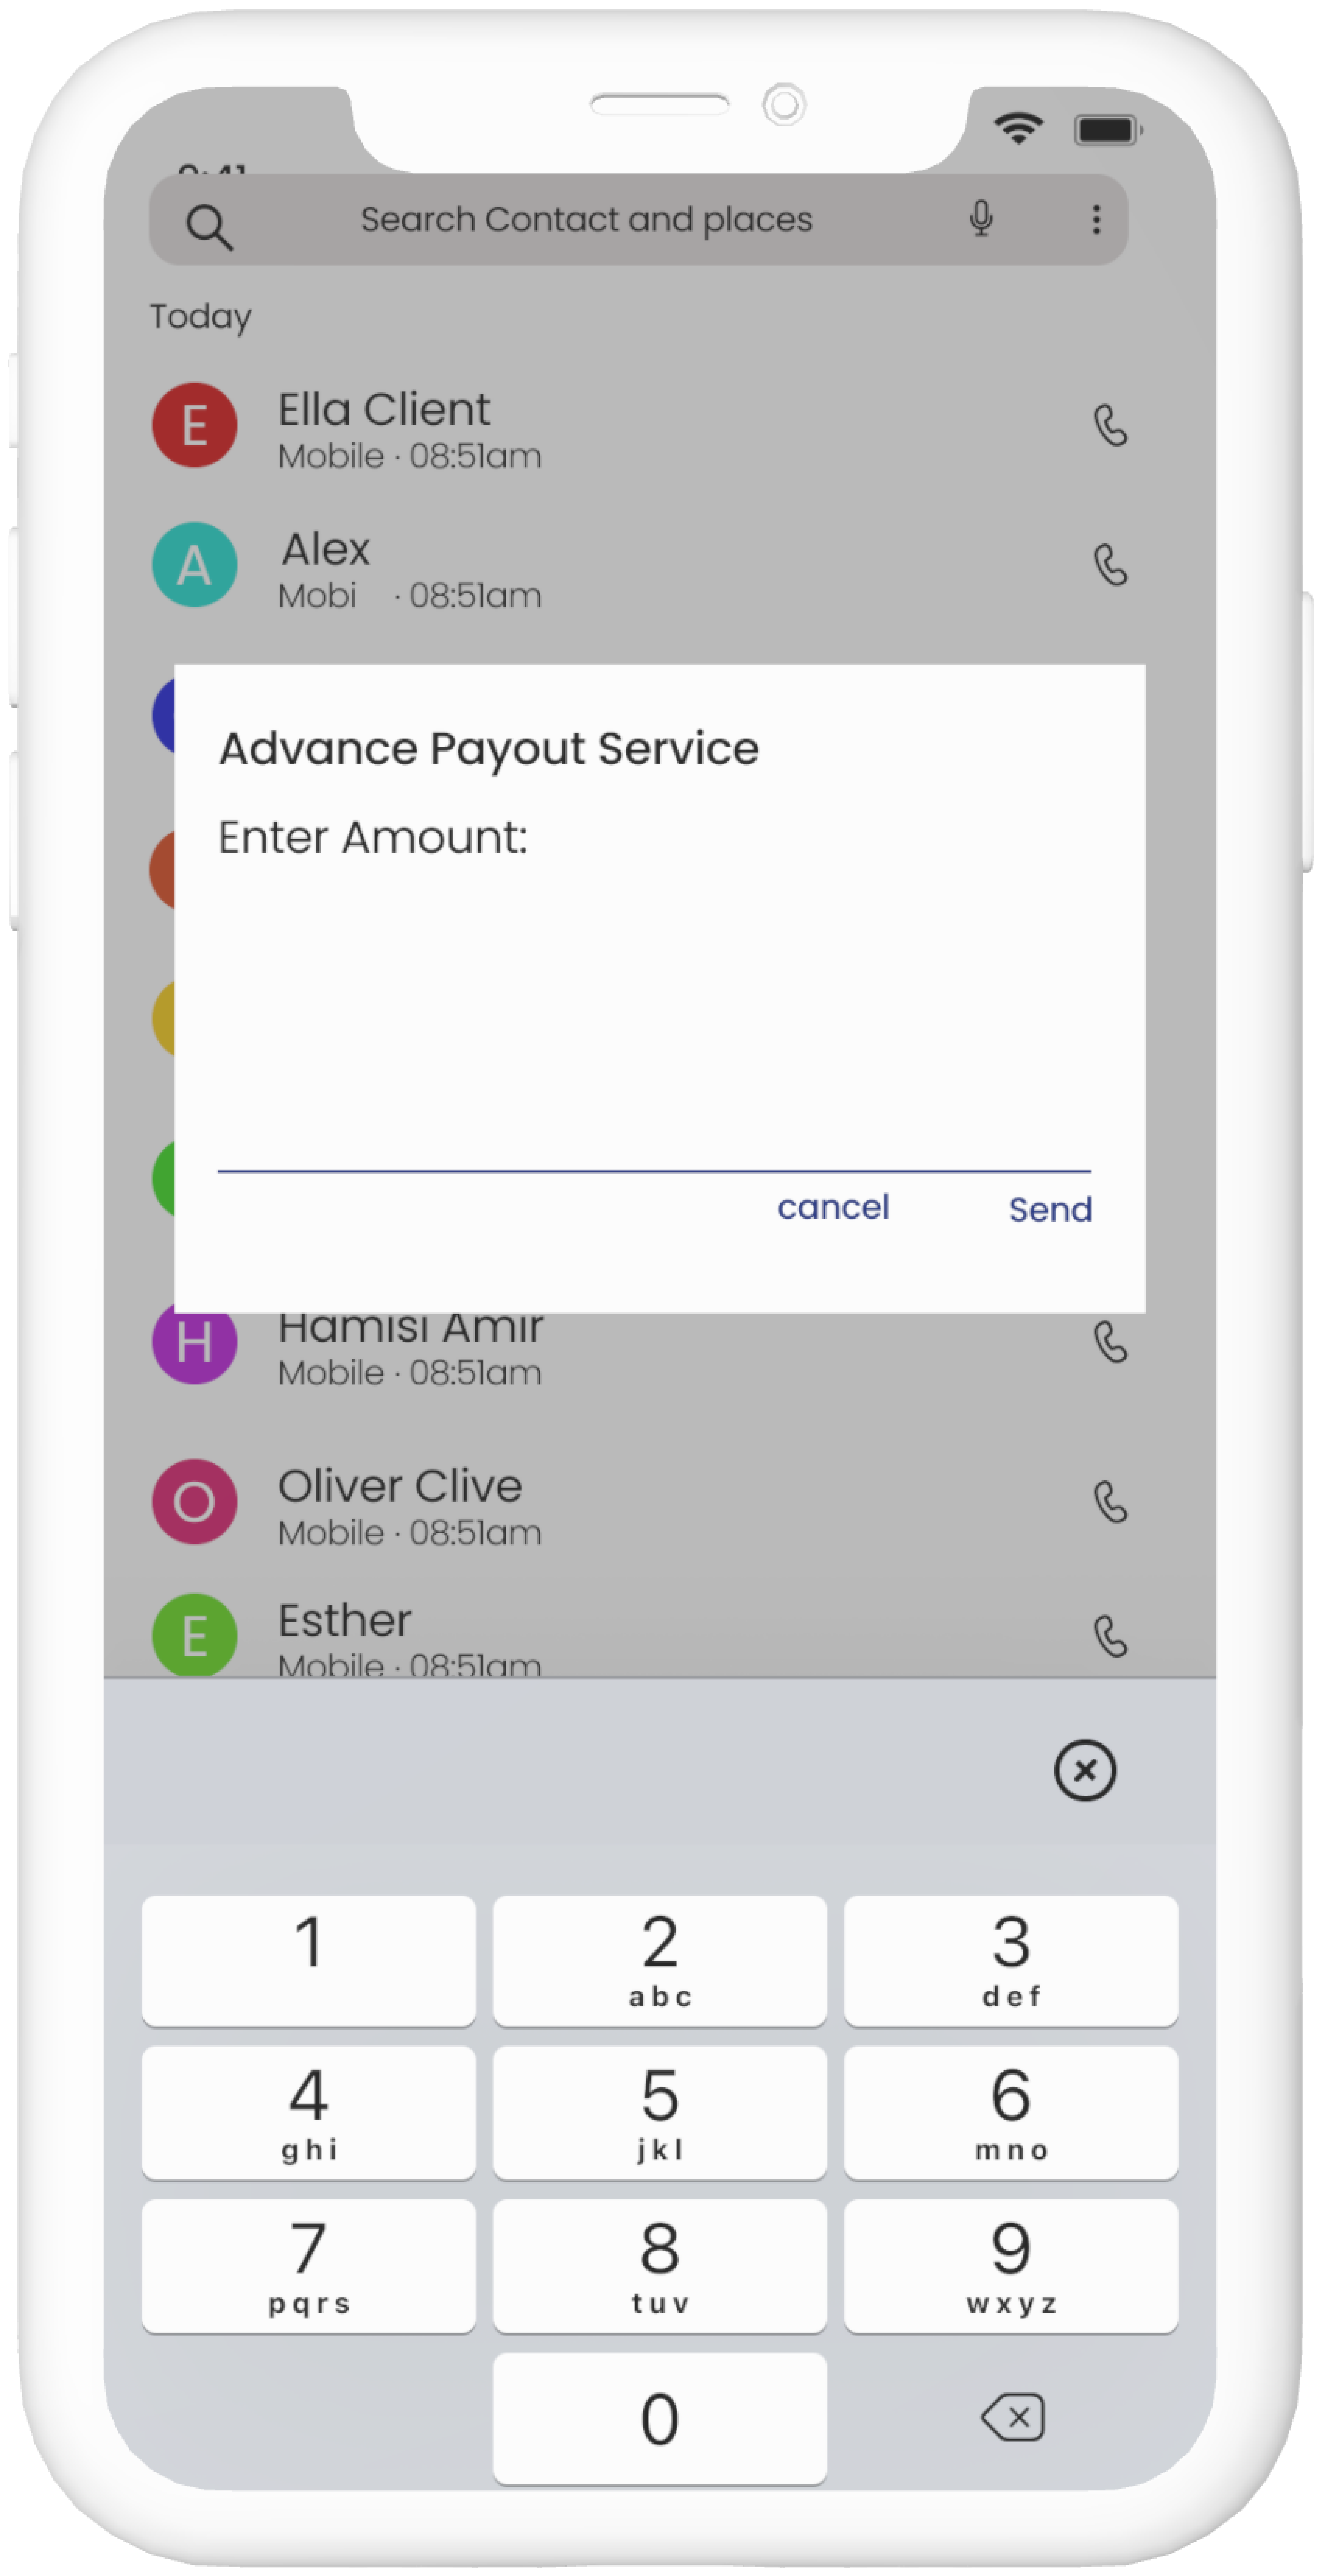 9:41
Search Contact and places
Today
E
Ella Client
Mobile · 08:51am
A
Alex
Mobi · 08:51am
Advance Payout Service
Enter Amount:
cancel
Send
H
Hamisi Amir
Mobile · 08:51am
O
Oliver Clive
Mobile · 08:51am
E
Esther
Mobile · 08:51am
1
2
abc
3
def
4
ghi
5
jkl
6
mno
7
pqrs
8
tuv
9
wxyz
0